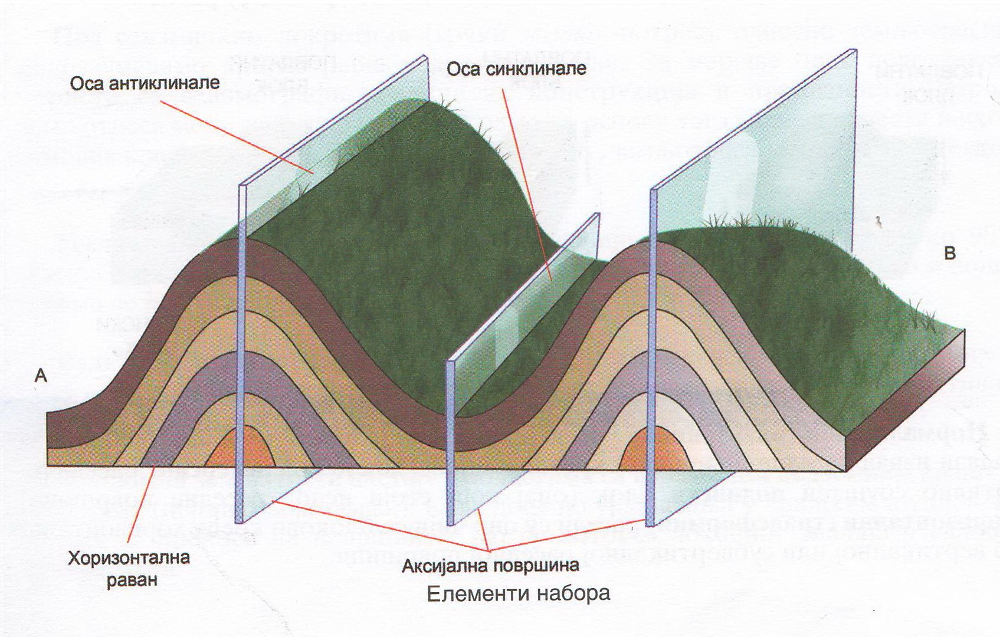 Оса антиклинале
Оса синклинале
В
А
Хоризонтална
раван
Аксијална површина
Елементи набора